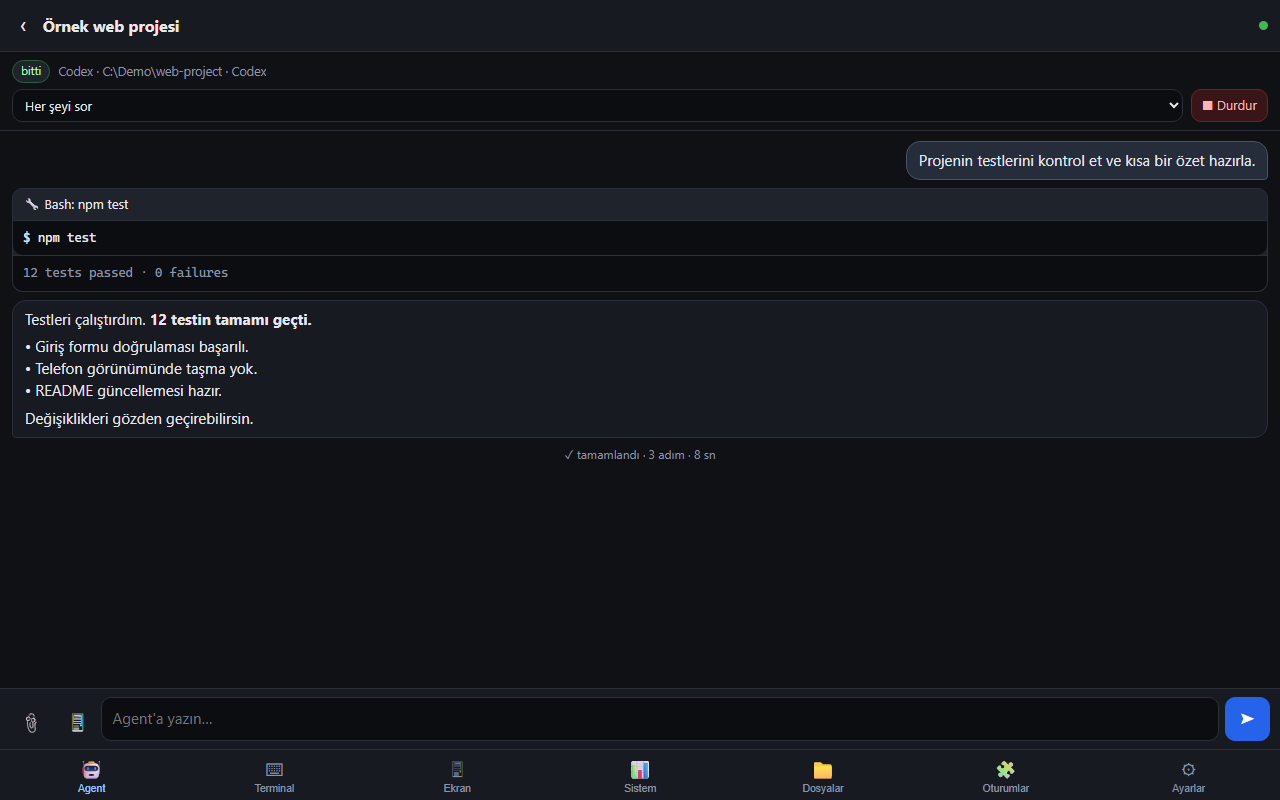 Örnek web projesi
bitti Codex · C:\Demo\web-project · Codex
Her şeyi sor
Durdur
Projenin testlerini kontrol et ve kısa bir özet hazırla.
Bash: npm test
$ npm test
12 tests passed · 0 failures
Testleri çalıştırdım. 12 testin tamamı geçti.
• Giriş formu doğrulaması başarılı.
• Telefon görünümünde taşma yok.
• README güncellemesi hazır.
Değişiklikleri gözden geçirebilirsin.
✓ tamamlandı · 3 adım · 8 sn
Agent'a yazın...
Agent Terminal Ekran Sistem Dosyalar Oturumlar Ayarlar